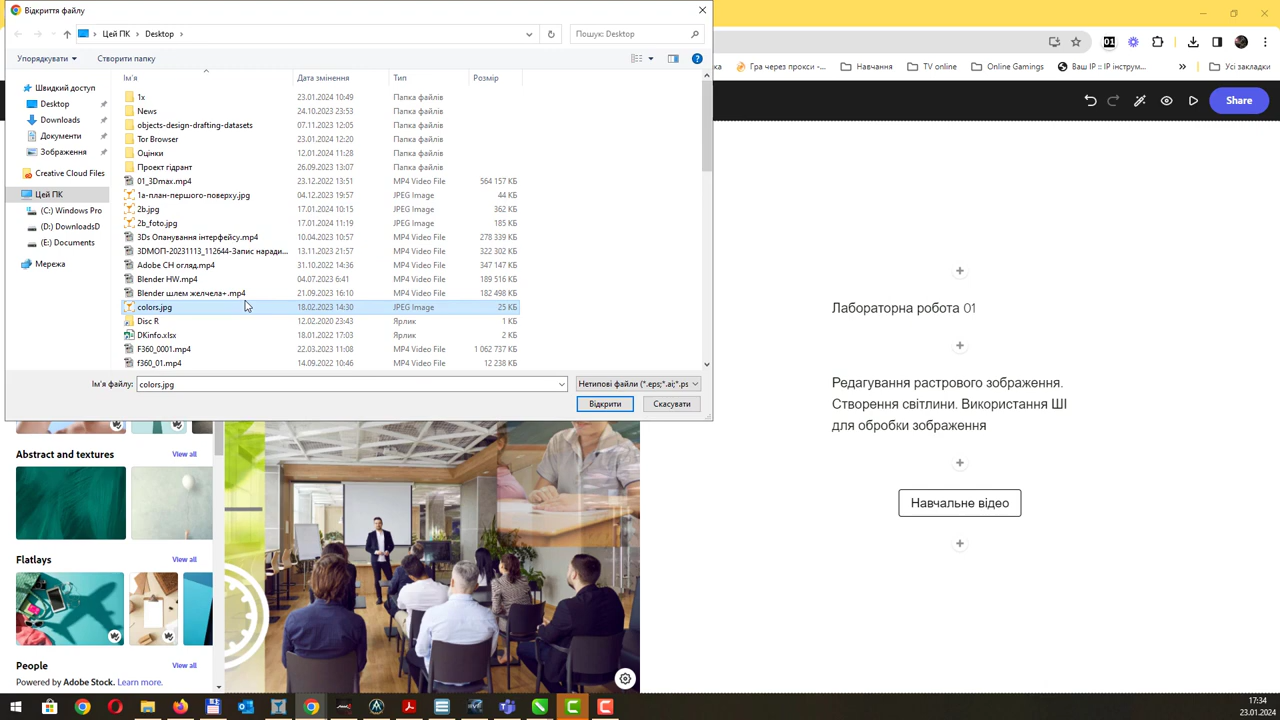 Відкриття файлу
Цей ПК
Desktop
Пошук: Desktop
Упорядкувати
Створити папку
Ім'я
Дата змінення
Тип
Розмір
Швидкий доступ
Desktop
Downloads
Документи
Зображення
Creative Cloud Files
Цей ПК
(C:) Windows Pro
(D:) DownloadsD
(E:) Documents
Мережа
1x 23.01.2024 10:49 Папка файлів
News 24.10.2023 23:53 Папка файлів
objects-design-drafting-datasets 07.11.2023 12:05 Папка файлів
Tor Browser 23.01.2024 12:20 Папка файлів
Оцінки 12.01.2024 11:28 Папка файлів
Проект гідрант 26.09.2023 13:07 Папка файлів
01_3Dmax.mp4 23.12.2022 13:51 MP4 Video File 564 157 КБ
1а-план-першого-поверху.jpg 04.12.2023 19:57 JPEG Image 44 КБ
2b.jpg 17.01.2024 10:15 JPEG Image 362 КБ
2b_foto.jpg 17.01.2024 11:19 JPEG Image 185 КБ
3Ds Опанування інтерфейсу.mp4 10.04.2023 10:57 MP4 Video File 278 339 КБ
3DМОП-20231113_112644-Запис наради... 13.11.2023 21:57 MP4 Video File 322 302 КБ
Adobe CH огляд.mp4 31.10.2022 14:36 MP4 Video File 347 147 КБ
Blender HW.mp4 04.07.2023 6:41 MP4 Video File 189 516 КБ
Blender шлем желчела+.mp4 21.09.2023 16:10 MP4 Video File 182 498 КБ
colors.jpg 18.02.2023 14:30 JPEG Image 25 КБ
Disc R 12.02.2020 23:43 Ярлик 1 КБ
DKinfo.xlsx 18.01.2022 17:03 Ярлик 2 КБ
F360_0001.mp4 22.03.2023 11:08 MP4 Video File 1 062 737 КБ
f360_01.mp4 14.09.2022 10:46 MP4 Video File 12 238 КБ
Ім'я файлу: colors.jpg
Нетипові файли (*.eps;*.ai;*.ps
Відкрити
Скасувати
Гра через прокси -...
Навчання
TV online
Online Gamings
Ваш IP :: IP інструм...
Усі закладки
Share
Лабораторна робота 01
Редагування растрового зображення.
Створення світлини. Використання ШІ
для обробки зображення
Навчальне відео
Abstract and textures View all
Flatlays View all
People View all
Powered by Adobe Stock. Learn more.
17:34
23.01.2024